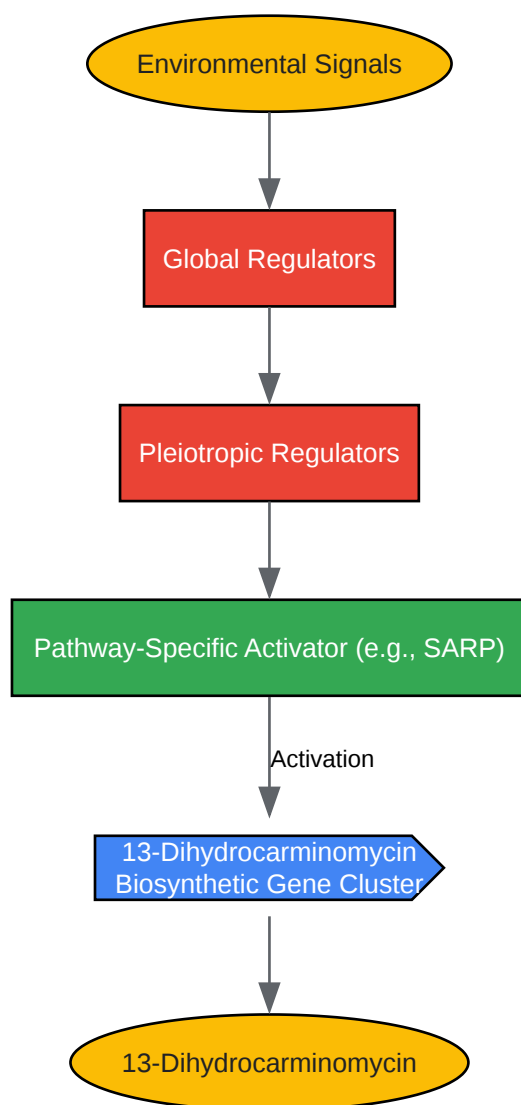 Environmental Signals
Global Regulators
Pleiotropic Regulators
Pathway-Specific Activator (e.g., SARP)
Activation
13-Dihydrocarminomycin
Biosynthetic Gene Cluster
13-Dihydrocarminomycin